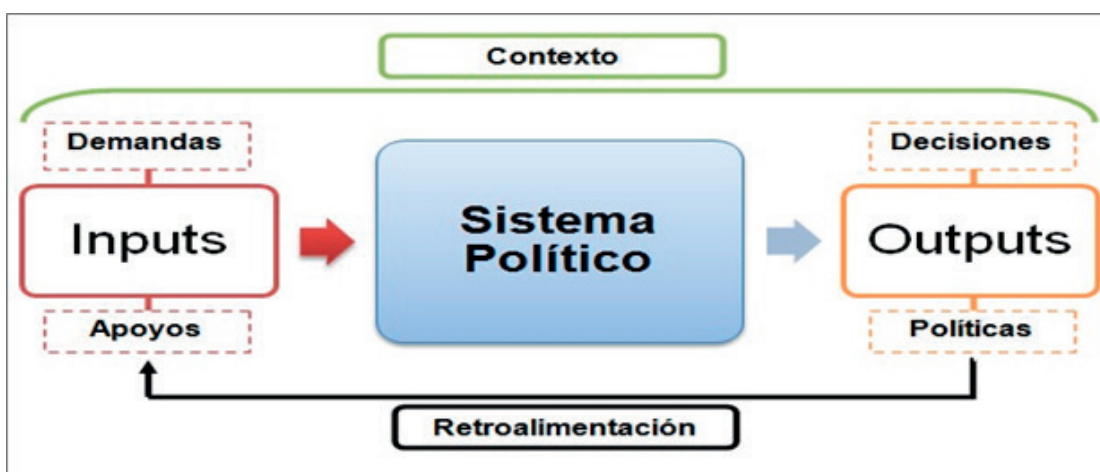 Contexto
Demandas
Decisiones
Inputs
Sistema
Político
Outputs
Apoyos
Políticas
Retroalimentación